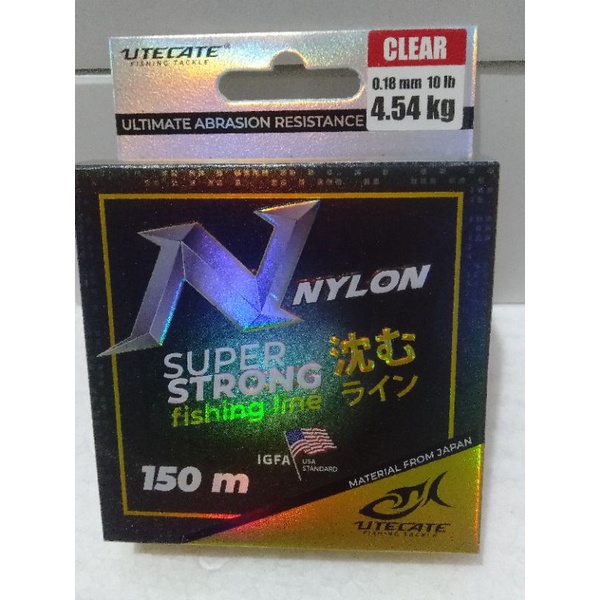 UTECATE®
FISHING TACKLE
CLEAR
0.18 mm 10 lb
4.54 kg
ULTIMATE ABRASION RESISTANCE
N NYLON
SUPER
STRONG
fishing line
沈む
ライン
IGFA
USA
STANDARD
150 m
MATERIAL FROM JAPAN
UTECATE
FISHING TACKLE